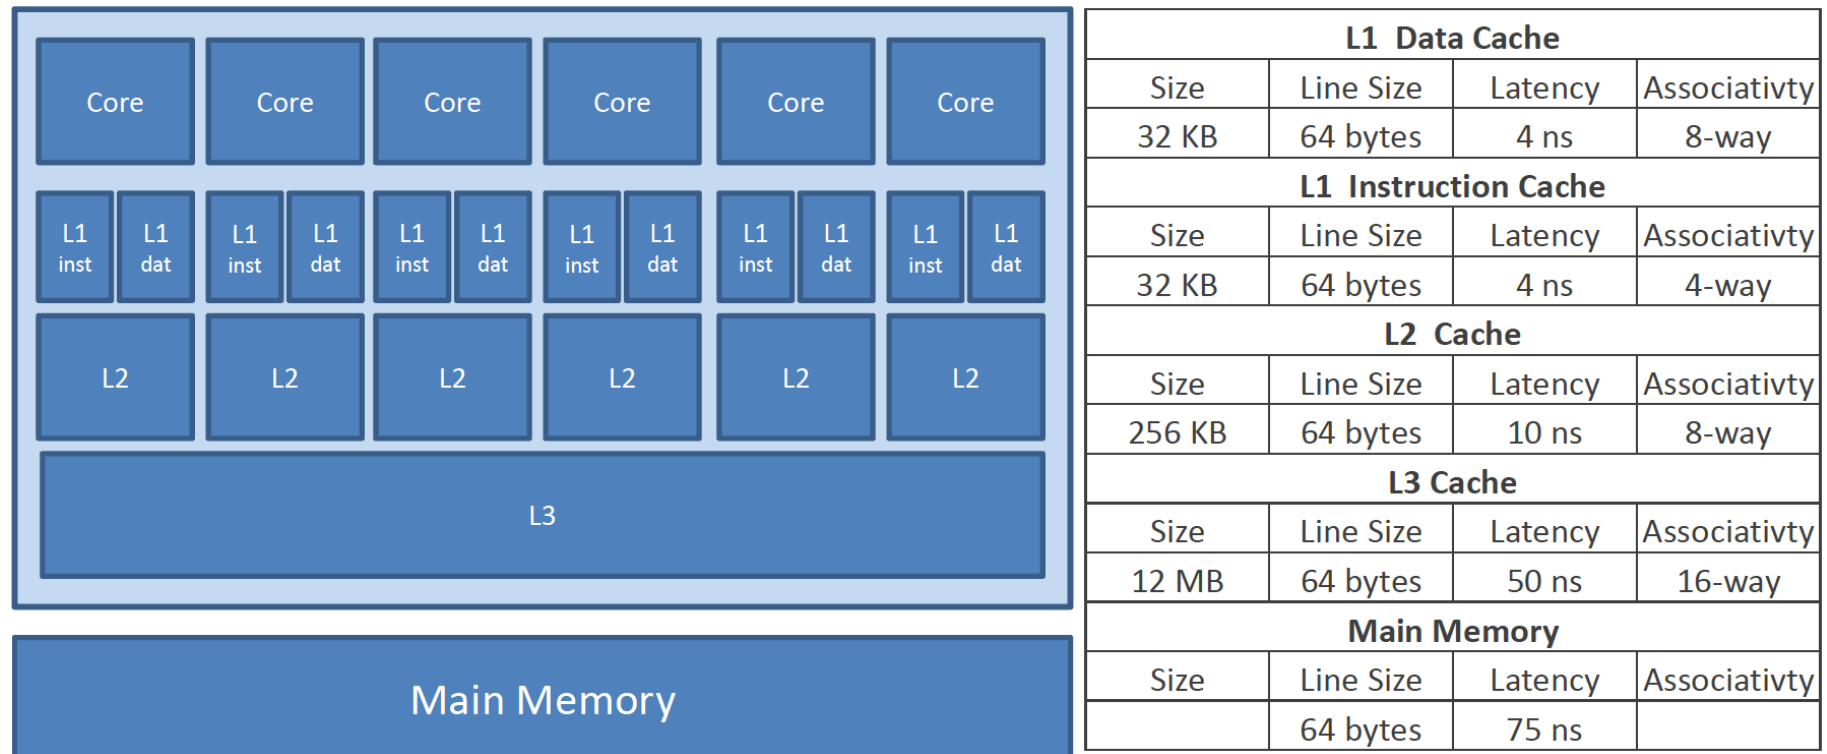 Core Core Core Core Core Core
L1 inst L1 dat L1 inst L1 dat L1 inst L1 dat L1 inst L1 dat L1 inst L1 dat L1 inst L1 dat
L2 L2 L2 L2 L2 L2
L3
Main Memory
L1 Data Cache
Size Line Size Latency Associativty
32 KB 64 bytes 4 ns 8-way
L1 Instruction Cache
Size Line Size Latency Associativty
32 KB 64 bytes 4 ns 4-way
L2 Cache
Size Line Size Latency Associativty
256 KB 64 bytes 10 ns 8-way
L3 Cache
Size Line Size Latency Associativty
12 MB 64 bytes 50 ns 16-way
Main Memory
Size Line Size Latency Associativty
64 bytes 75 ns